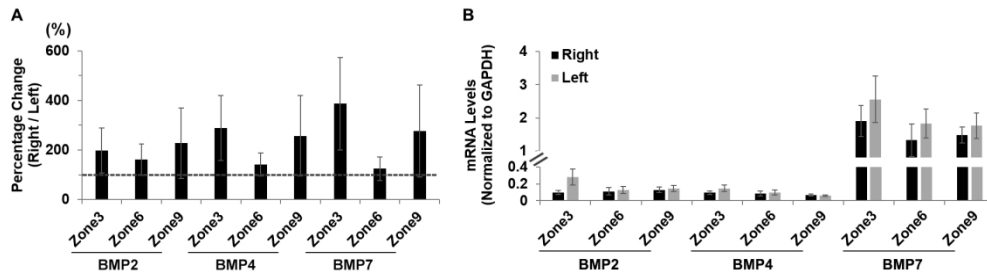 A
(%)
Percentage Change
(Right / Left)
600
400
200
0
Zone3
Zone6
Zone9
Zone3
Zone6
Zone9
Zone3
Zone6
Zone9
BMP2
BMP4
BMP7
B
mRNA Levels
(Normalized to GAPDH)
4
3
2
1
0.4
0.2
0
Right
Left
Zone3
Zone6
Zone9
Zone3
Zone6
Zone9
Zone3
Zone6
Zone9
BMP2
BMP4
BMP7